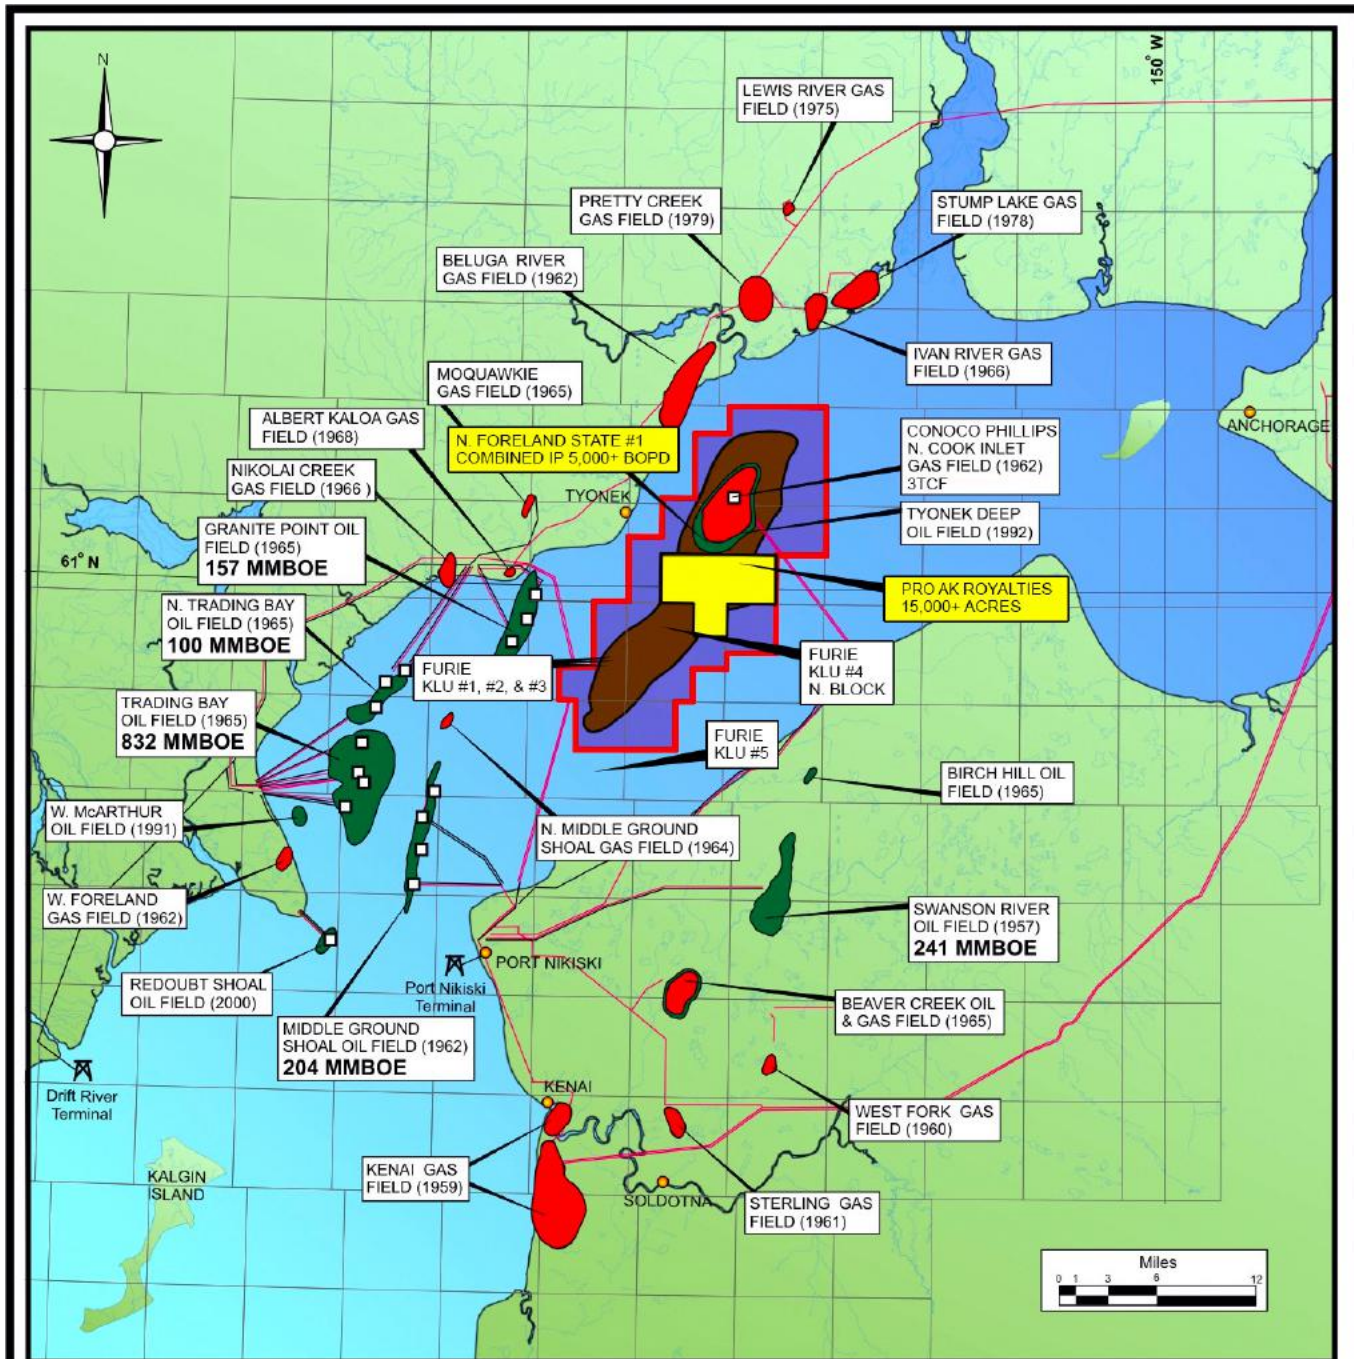 N
150° W
LEWIS RIVER GAS
FIELD (1975)
PRETTY CREEK
GAS FIELD (1979)
STUMP LAKE GAS
FIELD (1978)
BELUGA RIVER
GAS FIELD (1962)
IVAN RIVER GAS
FIELD (1966)
MOQUAWKIE
GAS FIELD (1965)
ALBERT KALOA GAS
FIELD (1968)
N. FORELAND STATE #1
COMBINED IP 5,000+ BOPD
CONOCO PHILLIPS
N. COOK INLET
GAS FIELD (1962)
3TCF
ANCHORAGE
NIKOLAI CREEK
GAS FIELD (1966 )
TYONEK
TYONEK DEEP
OIL FIELD (1992)
GRANITE POINT OIL
FIELD (1965)
157 MMBOE
61° N
PRO AK ROYALTIES
15,000+ ACRES
N. TRADING BAY
OIL FIELD (1965)
100 MMBOE
FURIE
KLU #1, #2, & #3
FURIE
KLU #4
N. BLOCK
TRADING BAY
OIL FIELD (1965)
832 MMBOE
FURIE
KLU #5
BIRCH HILL OIL
FIELD (1965)
W. McARTHUR
OIL FIELD (1991)
N. MIDDLE GROUND
SHOAL GAS FIELD (1964)
W. FORELAND
GAS FIELD (1962)
SWANSON RIVER
OIL FIELD (1957)
241 MMBOE
PORT NIKISKI
REDOUBT SHOAL
OIL FIELD (2000)
Port Nikiski
Terminal
BEAVER CREEK OIL
& GAS FIELD (1965)
MIDDLE GROUND
SHOAL OIL FIELD (1962)
204 MMBOE
Drift River
Terminal
KENAI
WEST FORK GAS
FIELD (1960)
KENAI GAS
FIELD (1959)
KALGIN
ISLAND
SOLDOTNA
STERLING GAS
FIELD (1961)
Miles
0 1 3 6 12